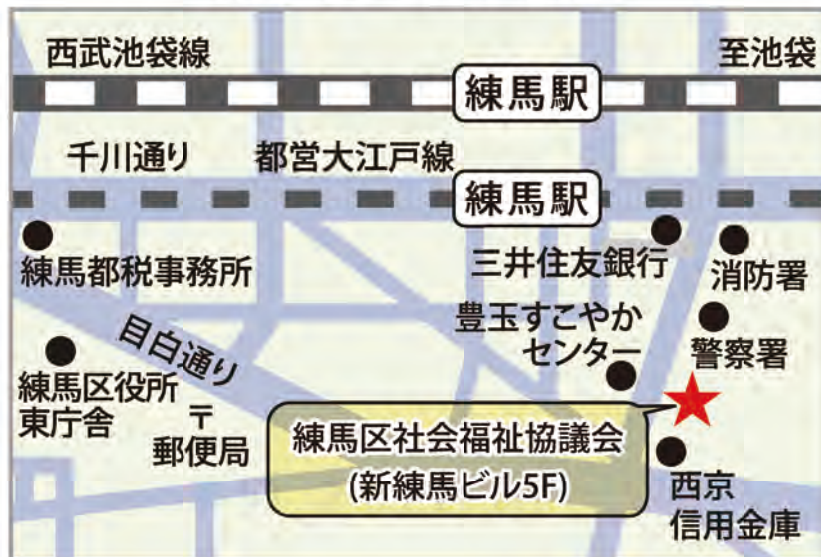 西武池袋線
至池袋
練馬駅
千川通り
都営大江戸線
練馬駅
練馬都税事務所
三井住友銀行
消防署
豊玉すこやか
センター
警察署
目白通り
練馬区役所
東庁舎
〒
郵便局
練馬区社会福祉協議会
(新練馬ビル5F)
西京
信用金庫